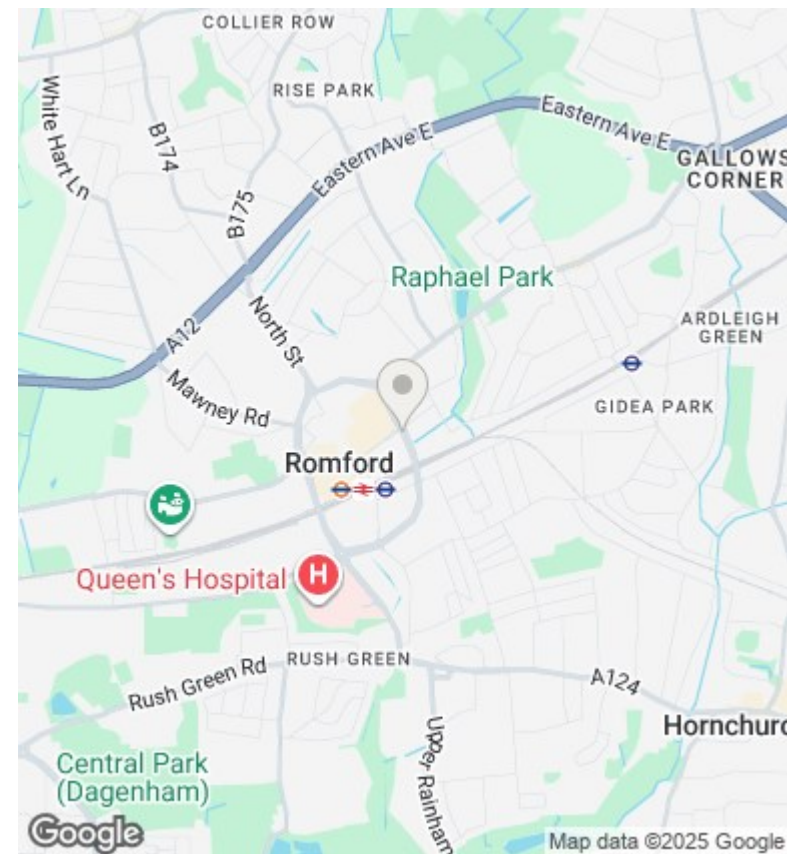 COLLIER ROW
RISE PARK
White Hart Ln
B174
B175
Eastern Ave E
Eastern Ave E
GALLOWS
CORNER
Raphael Park
ARDLEIGH
GREEN
North St
A12
Mawney Rd
GIDEA PARK
Romford
Queen's Hospital
H
RUSH GREEN
Rush Green Rd
A124
Hornchurc
Upper Rainham
Central Park
(Dagenham)
Google
Map data ©2025 Google